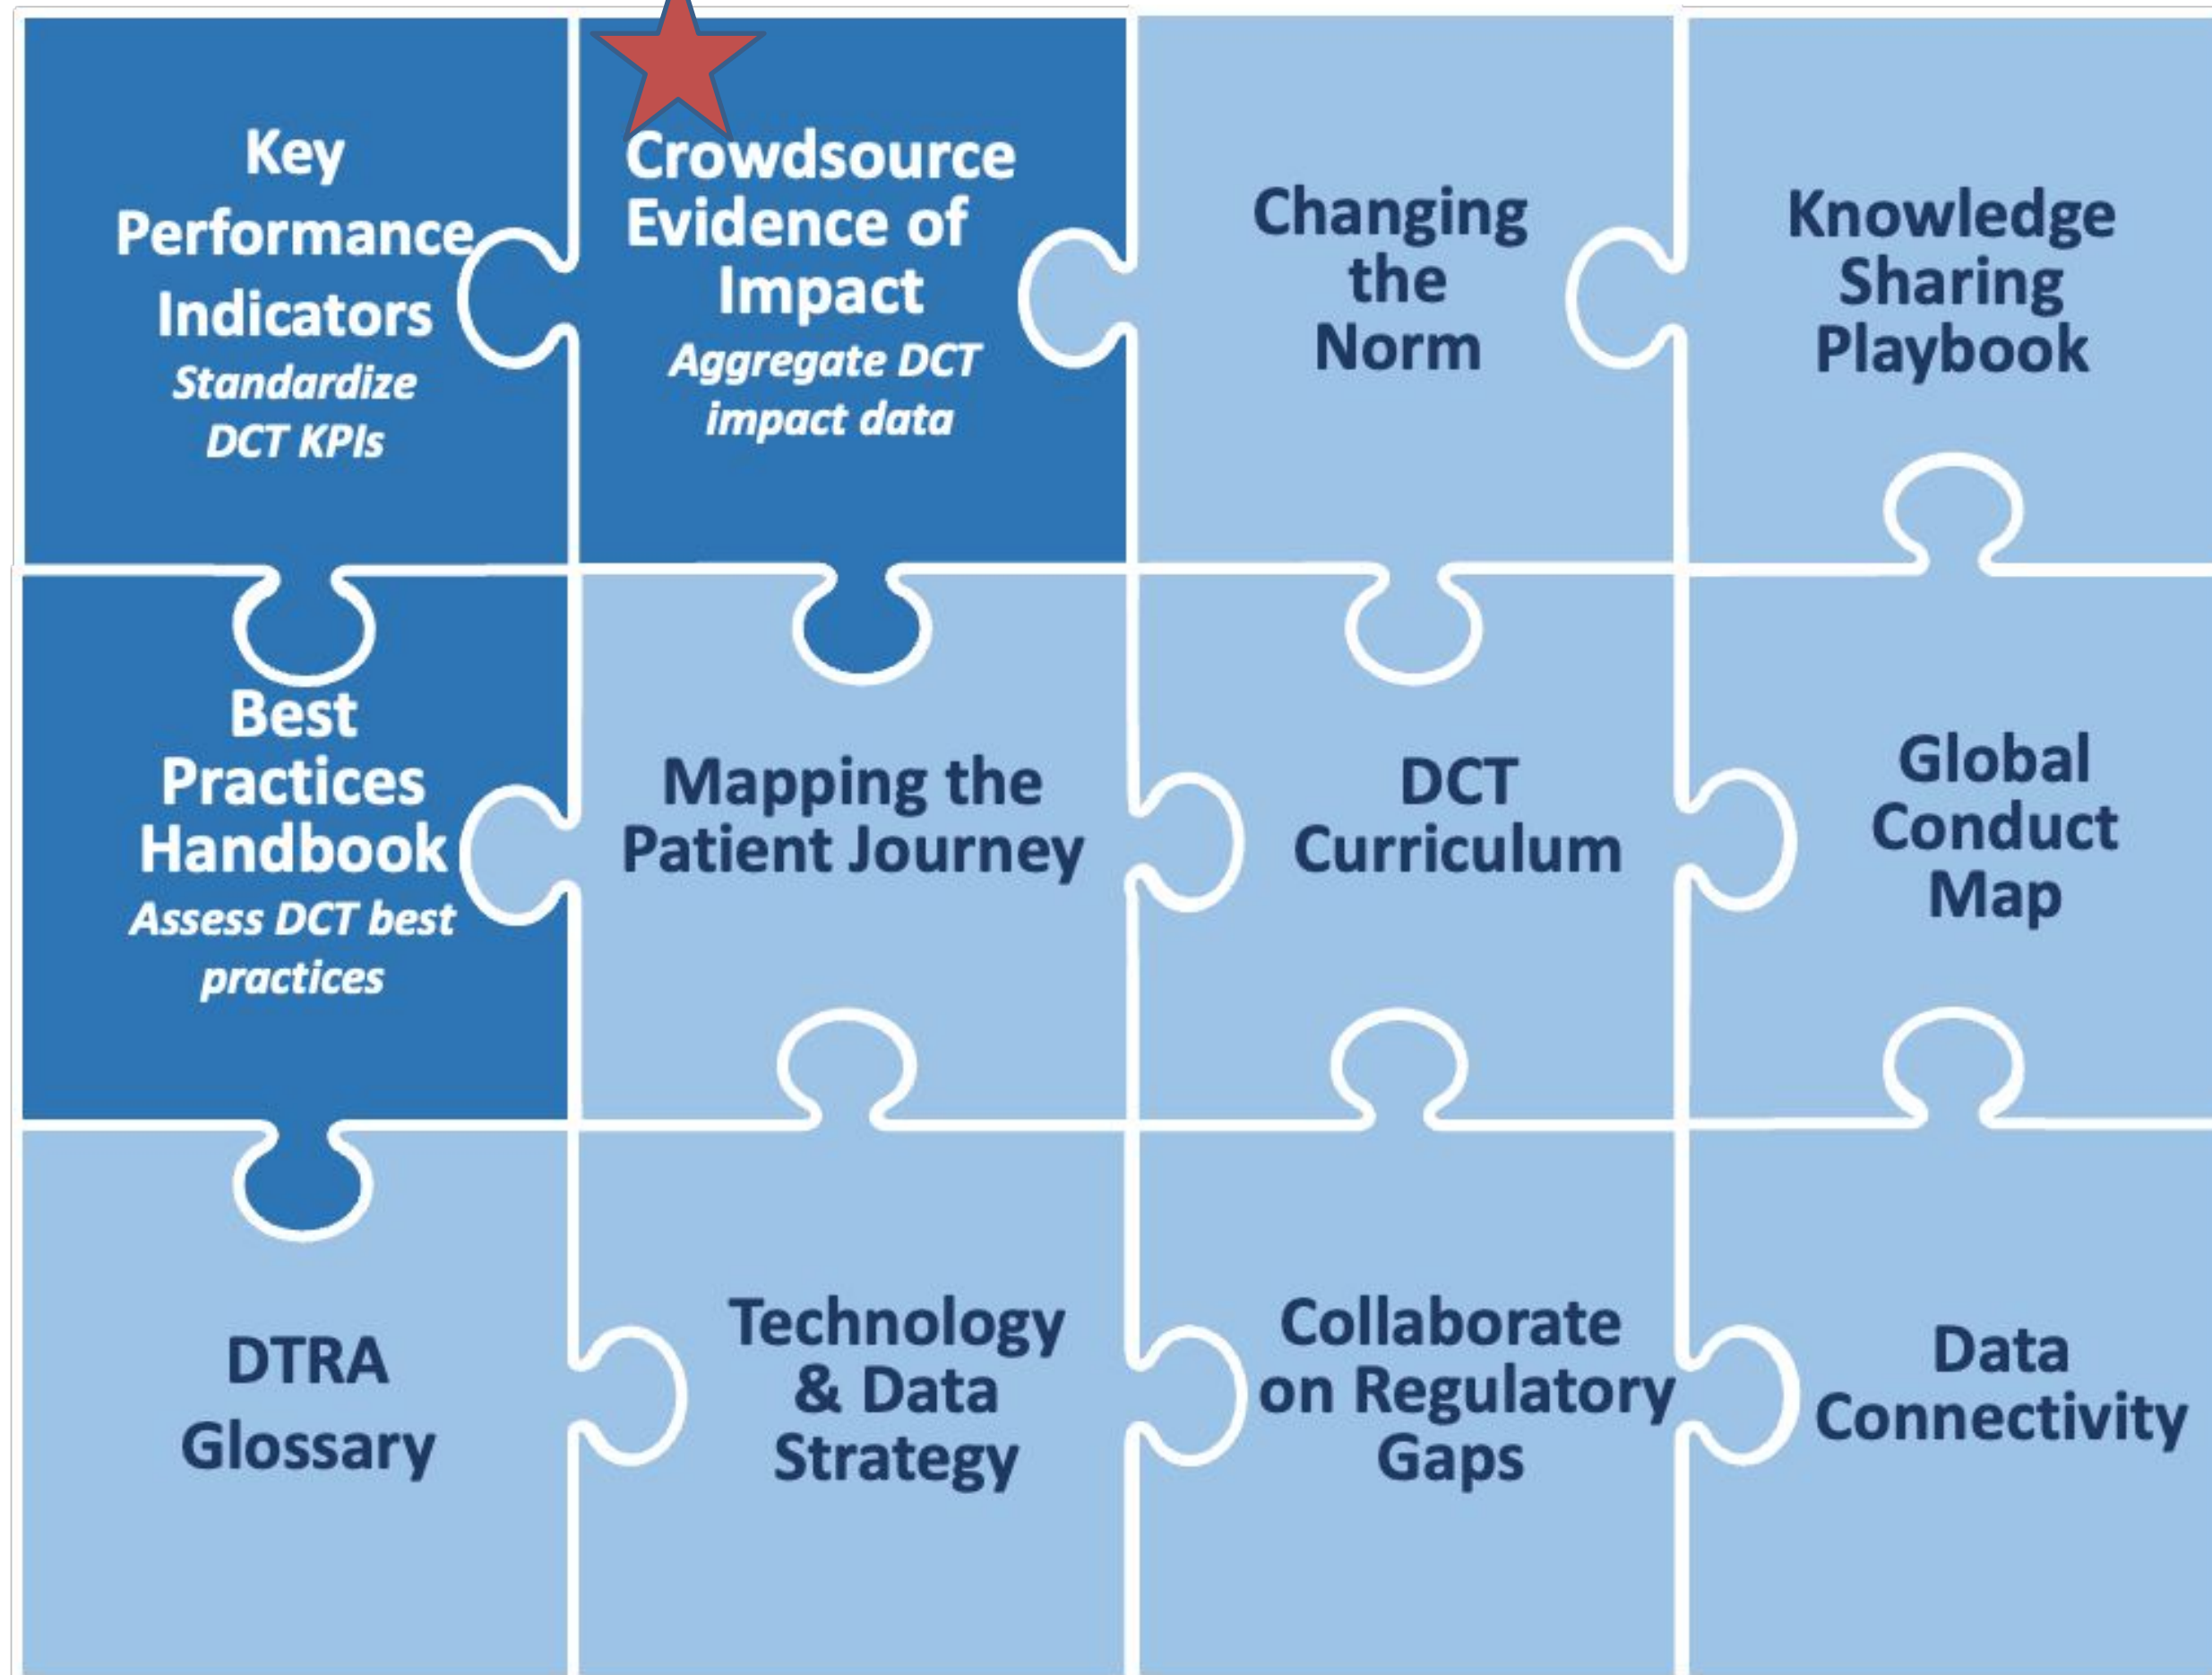 Key
Performance
Indicators
Standardize
DCT KPIs
Crowdsource
Evidence of
Impact
Aggregate DCT
impact data
Changing
the
Norm
Knowledge
Sharing
Playbook
Best
Practices
Handbook
Assess DCT best
practices
Mapping the
Patient Journey
DCT
Curriculum
Global
Conduct
Map
DTRA
Glossary
Technology
& Data
Strategy
Collaborate
on Regulatory
Gaps
Data
Connectivity